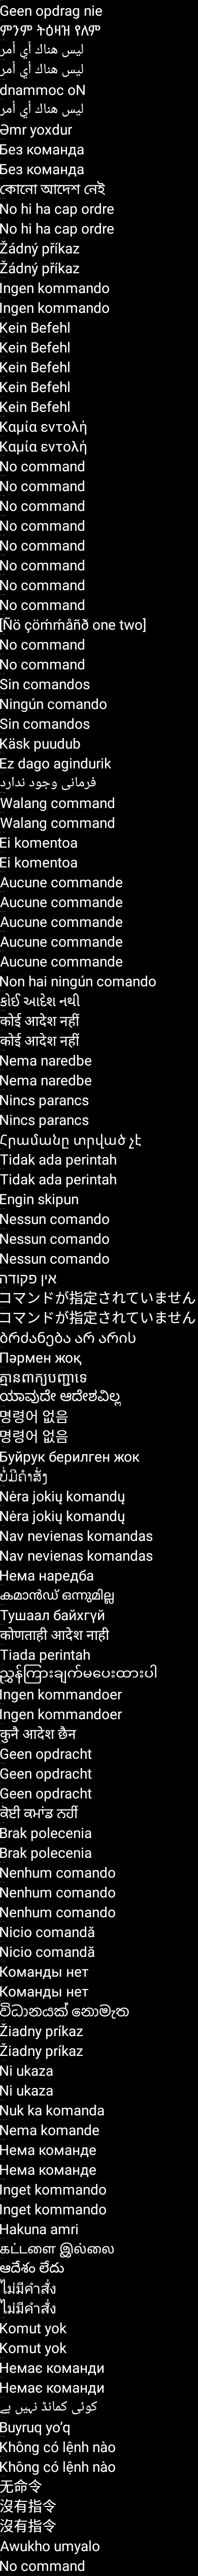 Geen opdrag nie
ምንም ትዕዛዝ የለም
ليس هناك أي أمر
ليس هناك أي أمر
dnammoc oN
ليس هناك أي أمر
Əmr yoxdur
Без команда
Без команда
কোনো আদেশ নেই
No hi ha cap ordre
No hi ha cap ordre
Žádný příkaz
Žádný příkaz
Ingen kommando
Ingen kommando
Kein Befehl
Kein Befehl
Kein Befehl
Kein Befehl
Kein Befehl
Καμία εντολή
Καμία εντολή
No command
No command
No command
No command
No command
No command
No command
No command
[Ñö çöḿḿåñð one two]
No command
No command
Sin comandos
Ningún comando
Sin comandos
Käsk puudub
Ez dago agindurik
فرمانی وجود ندارد
Walang command
Walang command
Ei komentoa
Ei komentoa
Aucune commande
Aucune commande
Aucune commande
Aucune commande
Aucune commande
Non hai ningún comando
કોઈ આદેશ નથી
कोई आदेश नहीं
कोई आदेश नहीं
Nema naredbe
Nema naredbe
Nincs parancs
Nincs parancs
Հրամանը տրված չէ
Tidak ada perintah
Tidak ada perintah
Engin skipun
Nessun comando
Nessun comando
Nessun comando
אין פקודה
コマンドが指定されていません
コマンドが指定されていません
ბრძანება არ არის
Пәрмен жоқ
គ្មាន​ពាក្យ​បញ្ជា​ទេ
ಯಾವುದೇ ಆದೇಶವಿಲ್ಲ
명령어 없음
명령어 없음
Буйрук берилген жок
ບໍ່ມີຄຳສັ່ງ
Nėra jokių komandų
Nėra jokių komandų
Nav nevienas komandas
Nav nevienas komandas
Нема наредба
കമാൻഡ് ഒന്നുമില്ല
Тушаал байхгүй
कोणताही आदेश नाही
Tiada perintah
ညွှန်ကြားချက်မပေးထားပါ
Ingen kommandoer
Ingen kommandoer
कुनै आदेश छैन
Geen opdracht
Geen opdracht
Geen opdracht
ਕੋਈ ਕਮਾਂਡ ਨਹੀਂ
Brak polecenia
Brak polecenia
Nenhum comando
Nenhum comando
Nenhum comando
Nicio comandă
Nicio comandă
Команды нет
Команды нет
විධානයක් නොමැත
Žiadny príkaz
Žiadny príkaz
Ni ukaza
Ni ukaza
Nuk ka komanda
Nema komande
Нема команде
Нема команде
Inget kommando
Inget kommando
Hakuna amri
கட்டளை இல்லை
ఆదేశం లేదు
ไม่มีคำสั่ง
ไม่มีคำสั่ง
Komut yok
Komut yok
Немає команди
Немає команди
کوئی کمانڈ نہیں ہے
Buyruq yo‘q
Không có lệnh nào
Không có lệnh nào
无命令
沒有指令
沒有指令
Awukho umyalo
No command